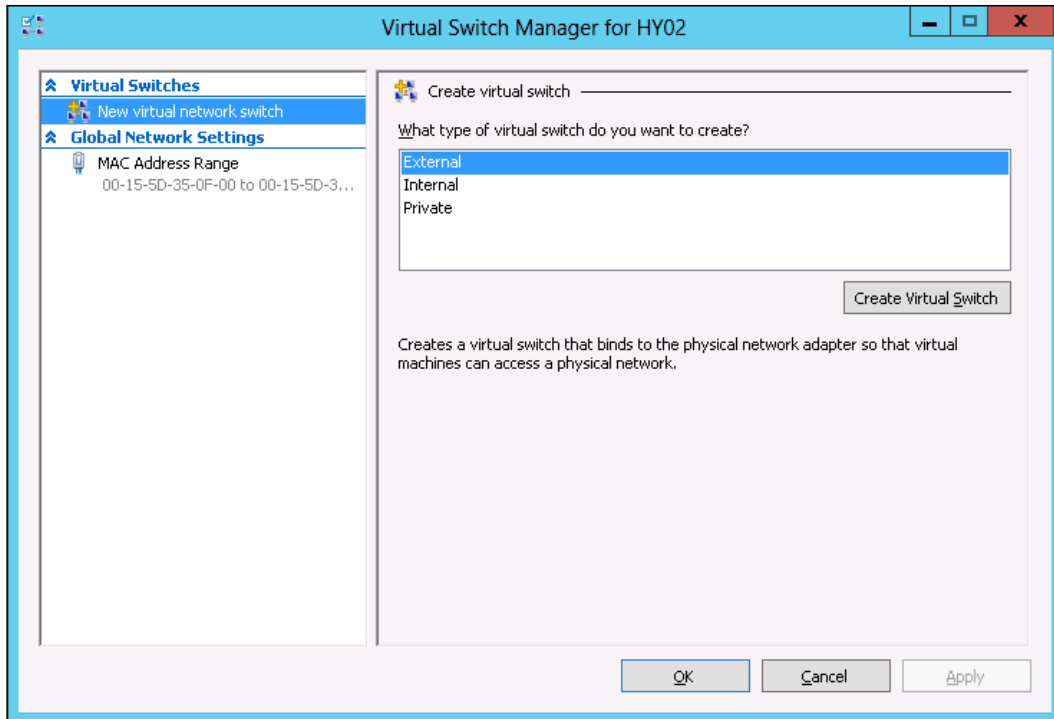 Virtual Switch Manager for HY02
Virtual Switches
New virtual network switch
Global Network Settings
MAC Address Range
00-15-5D-35-0F-00 to 00-15-5D-3...
Create virtual switch
What type of virtual switch do you want to create?
External
Internal
Private
Create Virtual Switch
Creates a virtual switch that binds to the physical network adapter so that virtual
machines can access a physical network.
OK
Cancel
Apply